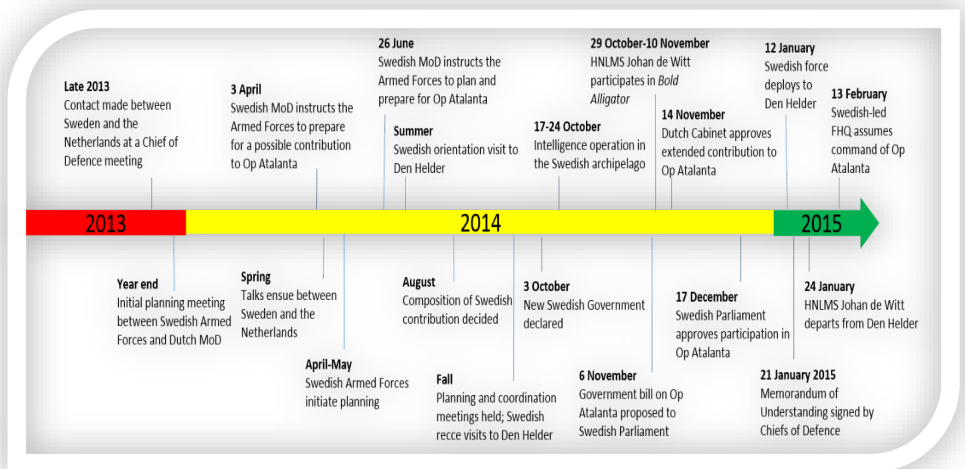 Late 2013
Contact made between
Sweden and the
Netherlands at a Chief of
Defence meeting
3 April
Swedish MoD instructs the
Armed Forces to prepare
for a possible contribution
to Op Atalanta
26 June
Swedish MoD instructs the
Armed Forces to plan and
prepare for Op Atalanta
Summer
Swedish orientation visit to
Den Helder
17-24 October
Intelligence operation in
the Swedish archipelago
29 October-10 November
HNLMS Johan de Witt
participates in Bold
Alligator
14 November
Dutch Cabinet approves
extended contribution to
Op Atalanta
12 January
Swedish force
deploys to
Den Helder
13 February
Swedish-led
FHQ assumes
command of Op
Atalanta
2013
2014
2015
Year end
Initial planning meeting
between Swedish Armed
Forces and Dutch MoD
Spring
Talks ensue between
Sweden and the
Netherlands
April-May
Swedish Armed Forces
initiate planning
August
Composition of Swedish
contribution decided
Fall
Planning and coordination
meetings held; Swedish
recce visits to Den Helder
3 October
New Swedish Government
declared
6 November
Government bill on Op
Atalanta proposed to
Swedish Parliament
17 December
Swedish Parliament
approves participation in
Op Atalanta
21 January 2015
Memorandum of
Understanding signed by
Chiefs of Defence
24 January
HNLMS Johan de Witt
departs from Den Helder